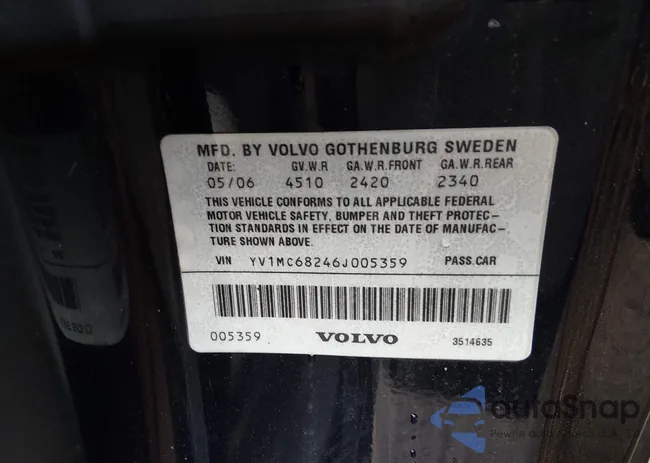 MFD. BY VOLVO GOTHENBURG SWEDEN
DATE: GV.W.R GA.W.R.FRONT GA.W.R.REAR
05/06 4510 2420 2340
THIS VEHICLE CONFORMS TO ALL APPLICABLE FEDERAL
MOTOR VEHICLE SAFETY, BUMPER AND THEFT PROTEC-
TION STANDARDS IN EFFECT ON THE DATE OF MANUFAC-
TURE SHOWN ABOVE.
VIN YV1MC68246J005359 PASS.CAR
005359 VOLVO 3514635
autoSnap